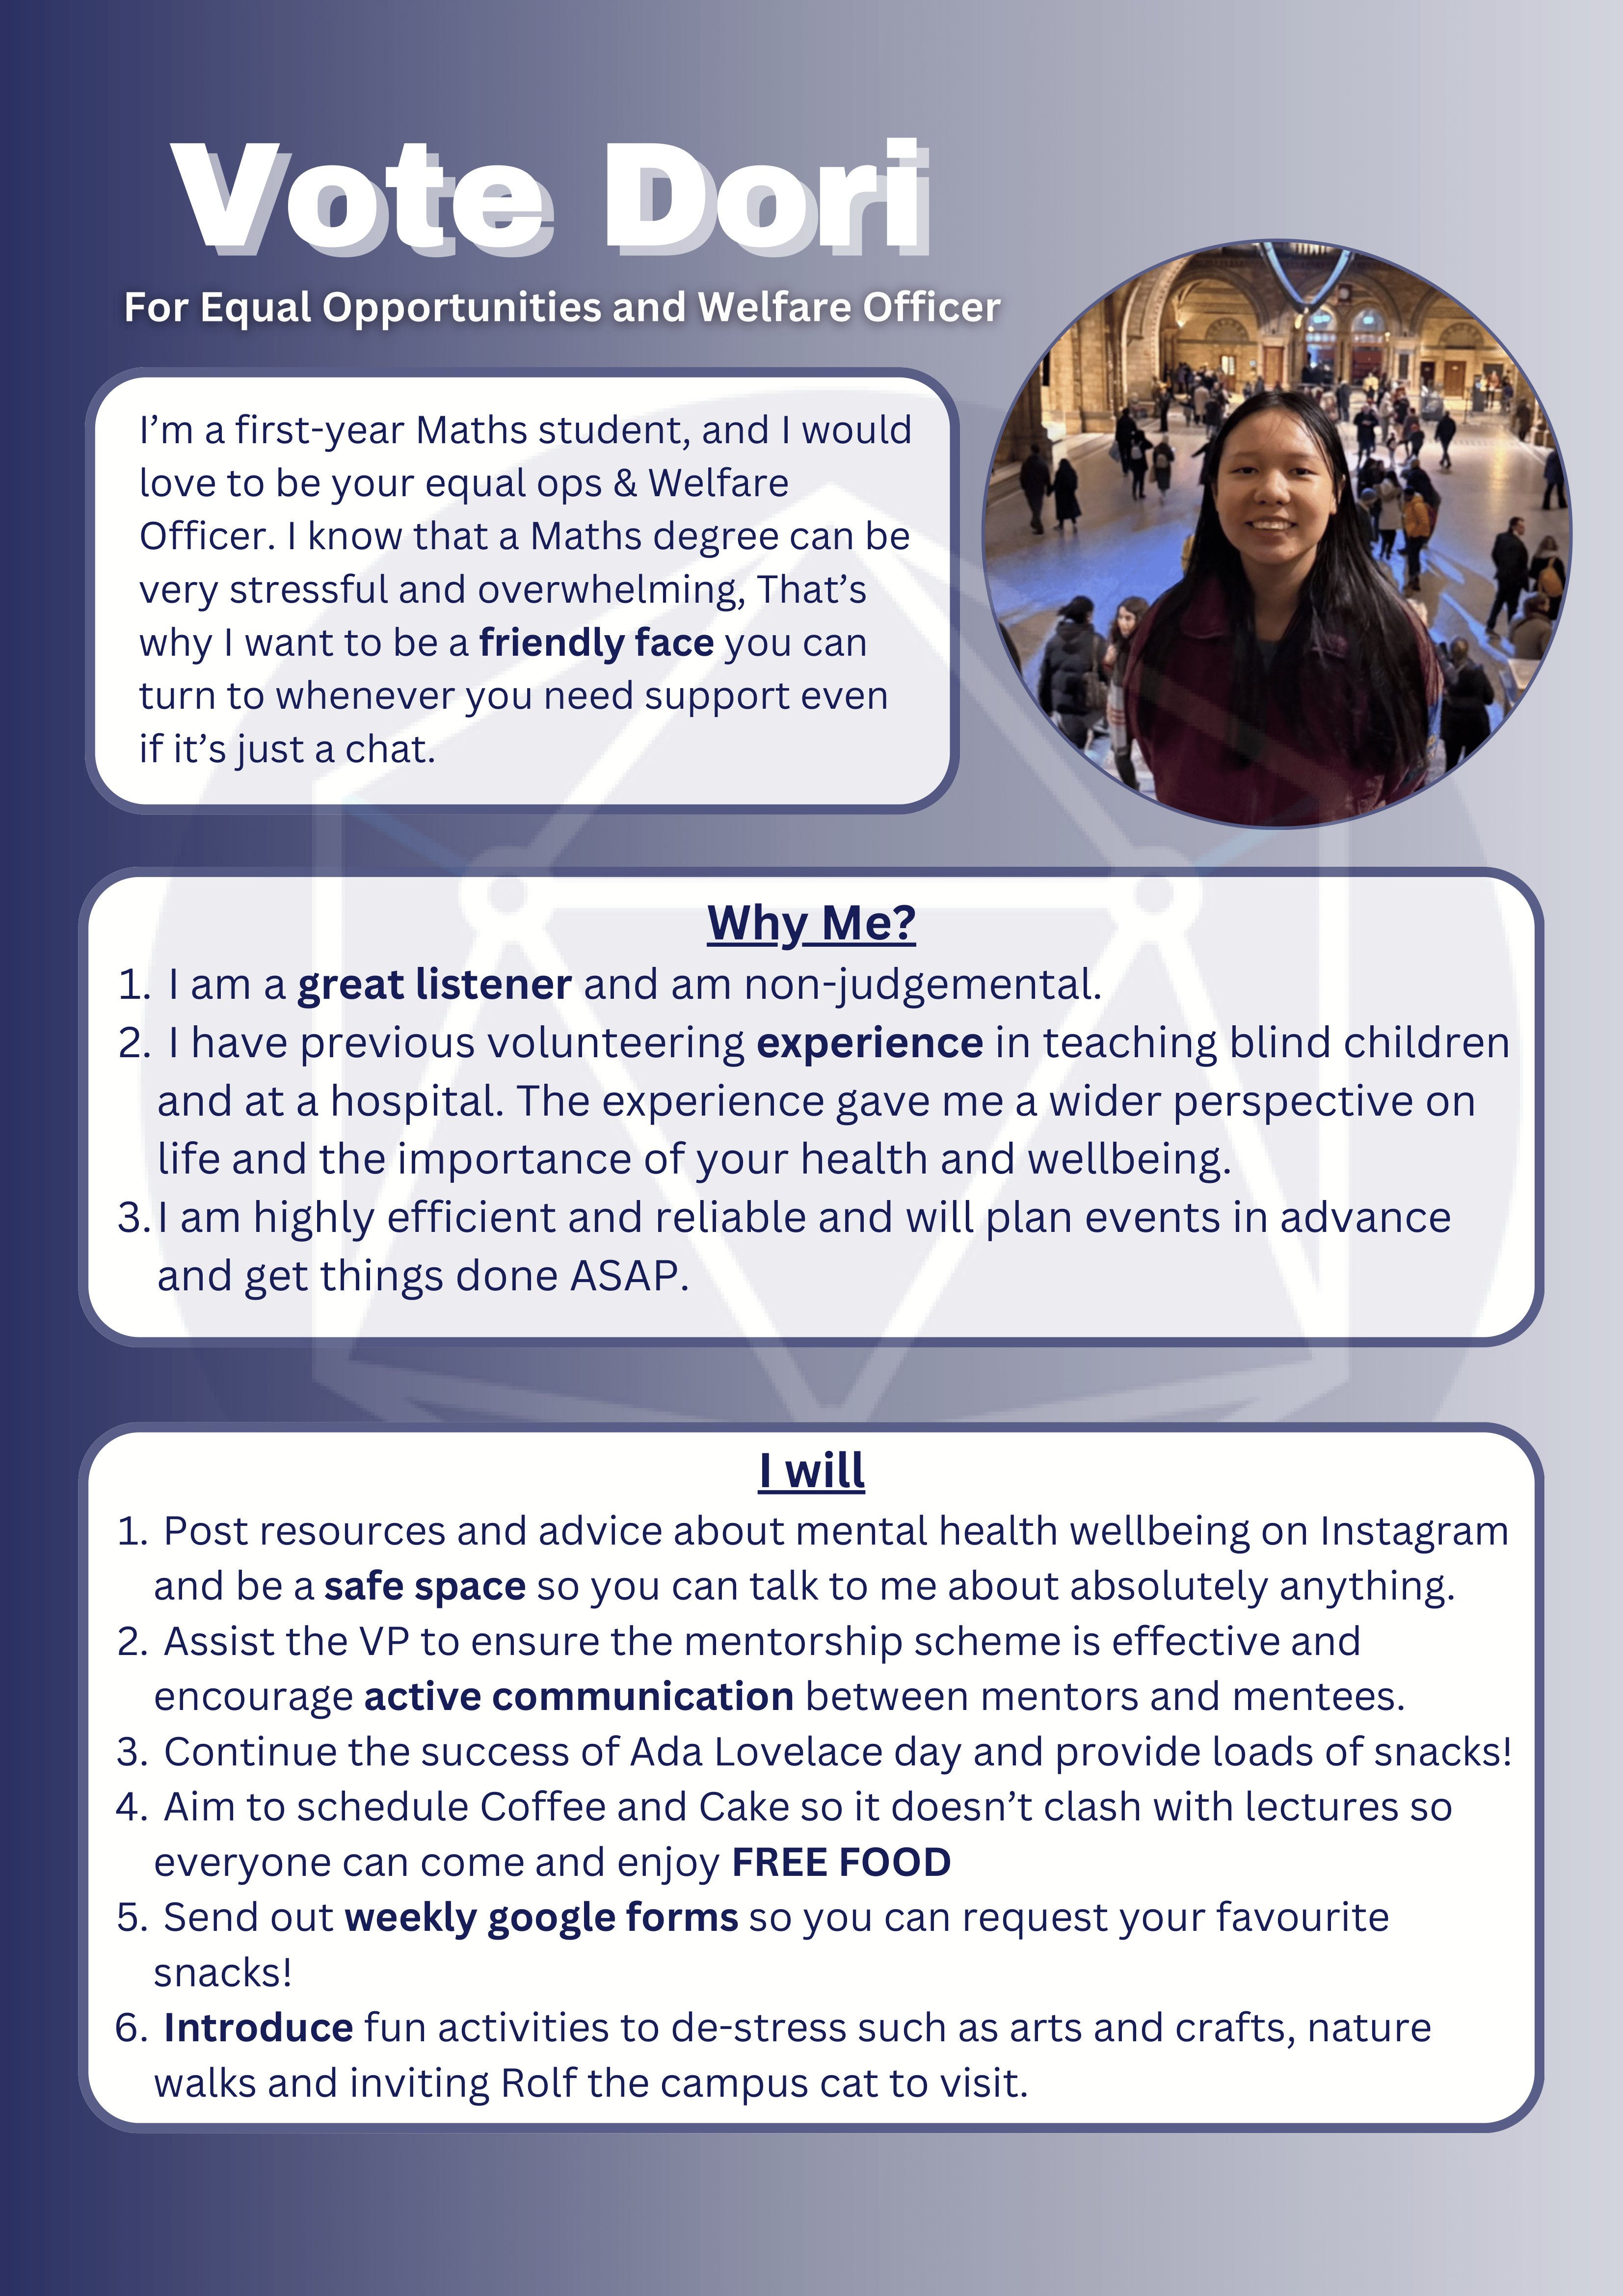 Vote Dori
For Equal Opportunities and Welfare Officer
I'm a first-year Maths student, and I would
love to be your equal ops & Welfare
Officer. I know that a Maths degree can be
very stressful and overwhelming, That's
why I want to be a friendly face you can
turn to whenever you need support even
if it's just a chat.
Why Me?
1. I am a great listener and am non-judgemental.
2. I have previous volunteering experience in teaching blind children
and at a hospital. The experience gave me a wider perspective on
life and the importance of your health and wellbeing.
3. I am highly efficient and reliable and will plan events in advance
and get things done ASAP.
I will
1. Post resources and advice about mental health wellbeing on Instagram
and be a safe space so you can talk to me about absolutely anything.
2. Assist the VP to ensure the mentorship scheme is effective and
encourage active communication between mentors and mentees.
3. Continue the success of Ada Lovelace day and provide loads of snacks!
4. Aim to schedule Coffee and Cake so it doesn't clash with lectures so
everyone can come and enjoy FREE FOOD
5. Send out weekly google forms so you can request your favourite
snacks!
6. Introduce fun activities to de-stress such as arts and crafts, nature
walks and inviting Rolf the campus cat to visit.